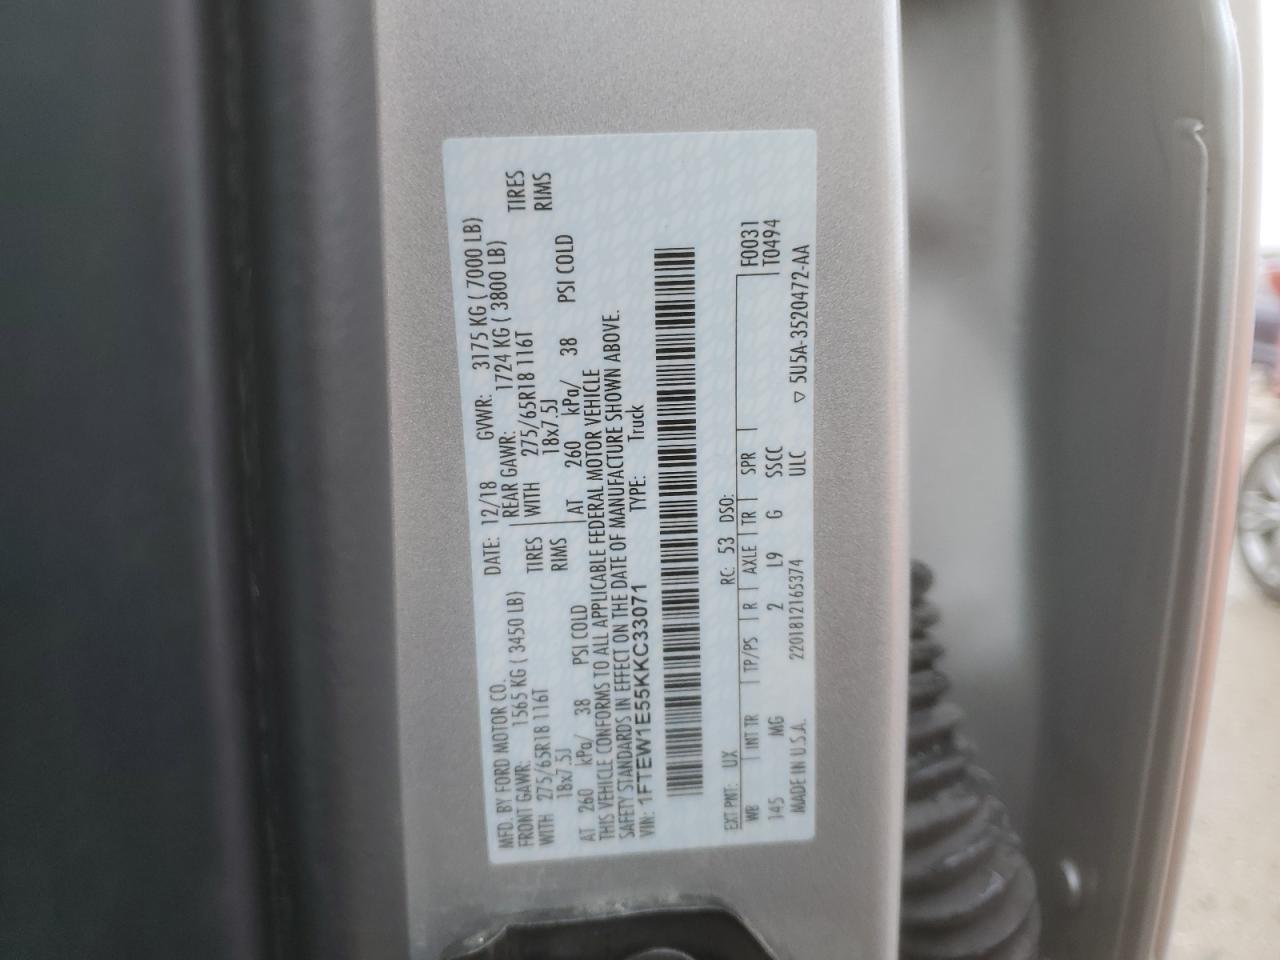 MFD. BY FORD MOTOR CO.
DATE: 12/18 GVWR: 3175 KG ( 7000 LB)
FRONT GAWR: 1565 KG ( 3450 LB) REAR GAWR: 1724 KG ( 3800 LB)
WITH 275/65R18 116T TIRES WITH 275/65R18 116T TIRES
18x7.5J RIMS 18x7.5J RIMS
AT 260 kPa/ 38 PSI COLD AT 260 kPa/ 38 PSI COLD
THIS VEHICLE CONFORMS TO ALL APPLICABLE FEDERAL MOTOR VEHICLE
SAFETY STANDARDS IN EFFECT ON THE DATE OF MANUFACTURE SHOWN ABOVE.
VIN: 1FTEW1E55KKC33071 TYPE: Truck
EXT PNT: UX RC: 53 DSO: F0031
WB INT TR TP/PS R AXLE TR SPR T0494
145 MG 2 L9 G SSCC
MADE IN U.S.A. 2201812165374 ULC ▽ 5U5A-3520472-AA